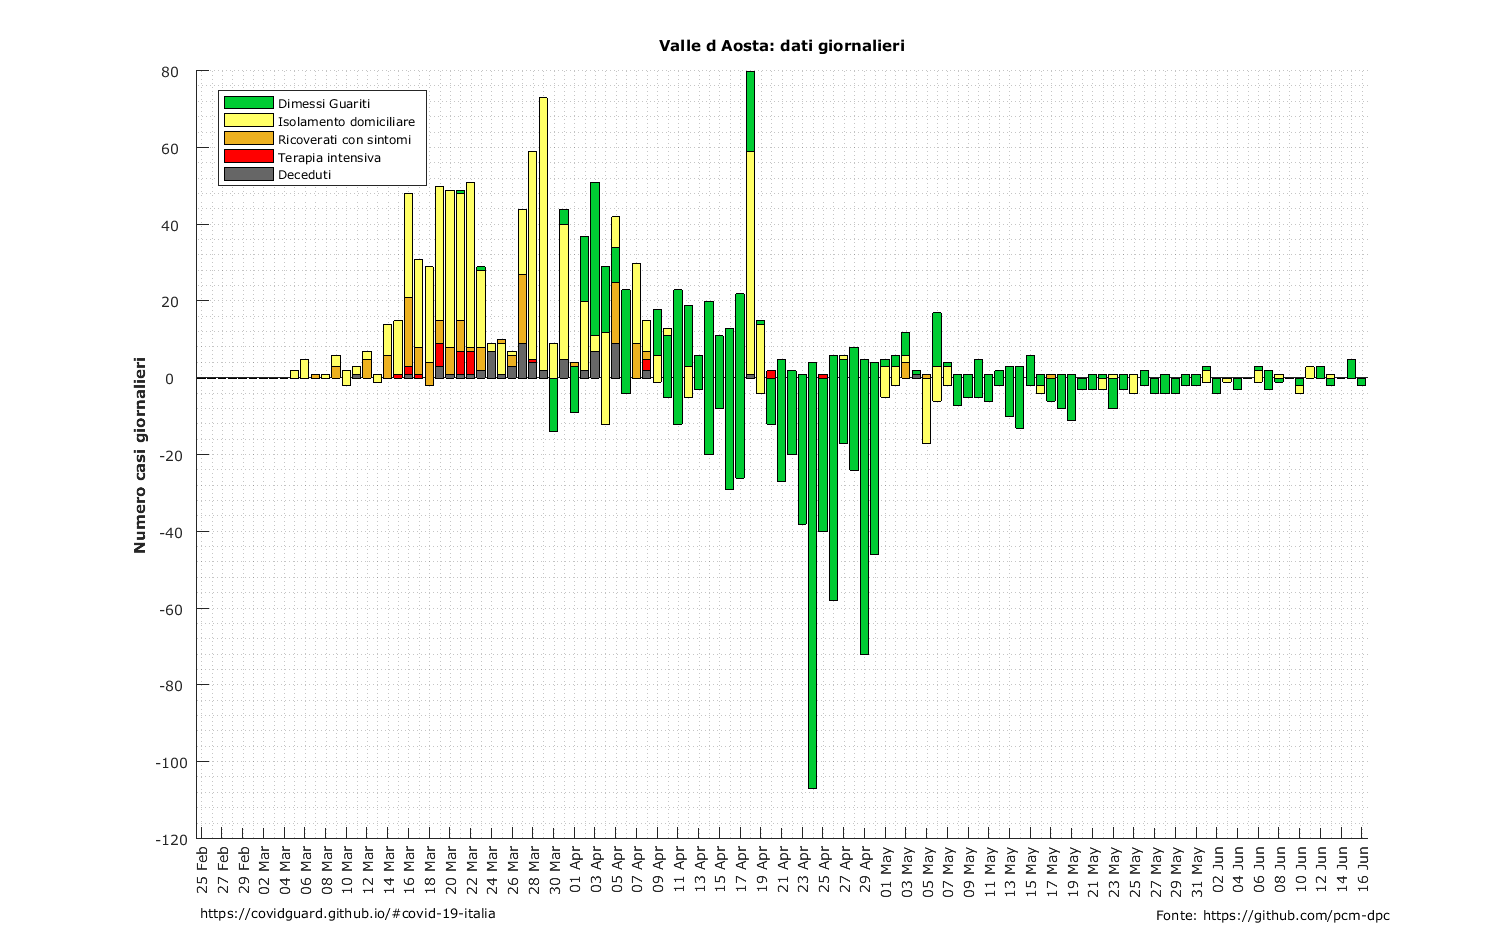 Valle d Aosta: dati giornalieri
80
60
40
20
0
-20
-40
-60
-80
-100
-120
Numero casi giornalieri
Dimessi Guariti
Isolamento domiciliare
Ricoverati con sintomi
Terapia intensiva
Deceduti
25 Feb
27 Feb
29 Feb
02 Mar
04 Mar
06 Mar
08 Mar
10 Mar
12 Mar
14 Mar
16 Mar
18 Mar
20 Mar
22 Mar
24 Mar
26 Mar
28 Mar
30 Mar
01 Apr
03 Apr
05 Apr
07 Apr
09 Apr
11 Apr
13 Apr
15 Apr
17 Apr
19 Apr
21 Apr
23 Apr
25 Apr
27 Apr
29 Apr
01 May
03 May
05 May
07 May
09 May
11 May
13 May
15 May
17 May
19 May
21 May
23 May
25 May
27 May
29 May
31 May
02 Jun
04 Jun
06 Jun
08 Jun
10 Jun
12 Jun
14 Jun
16 Jun
https://covidguard.github.io/#covid-19-italia
Fonte: https://github.com/pcm-dpc